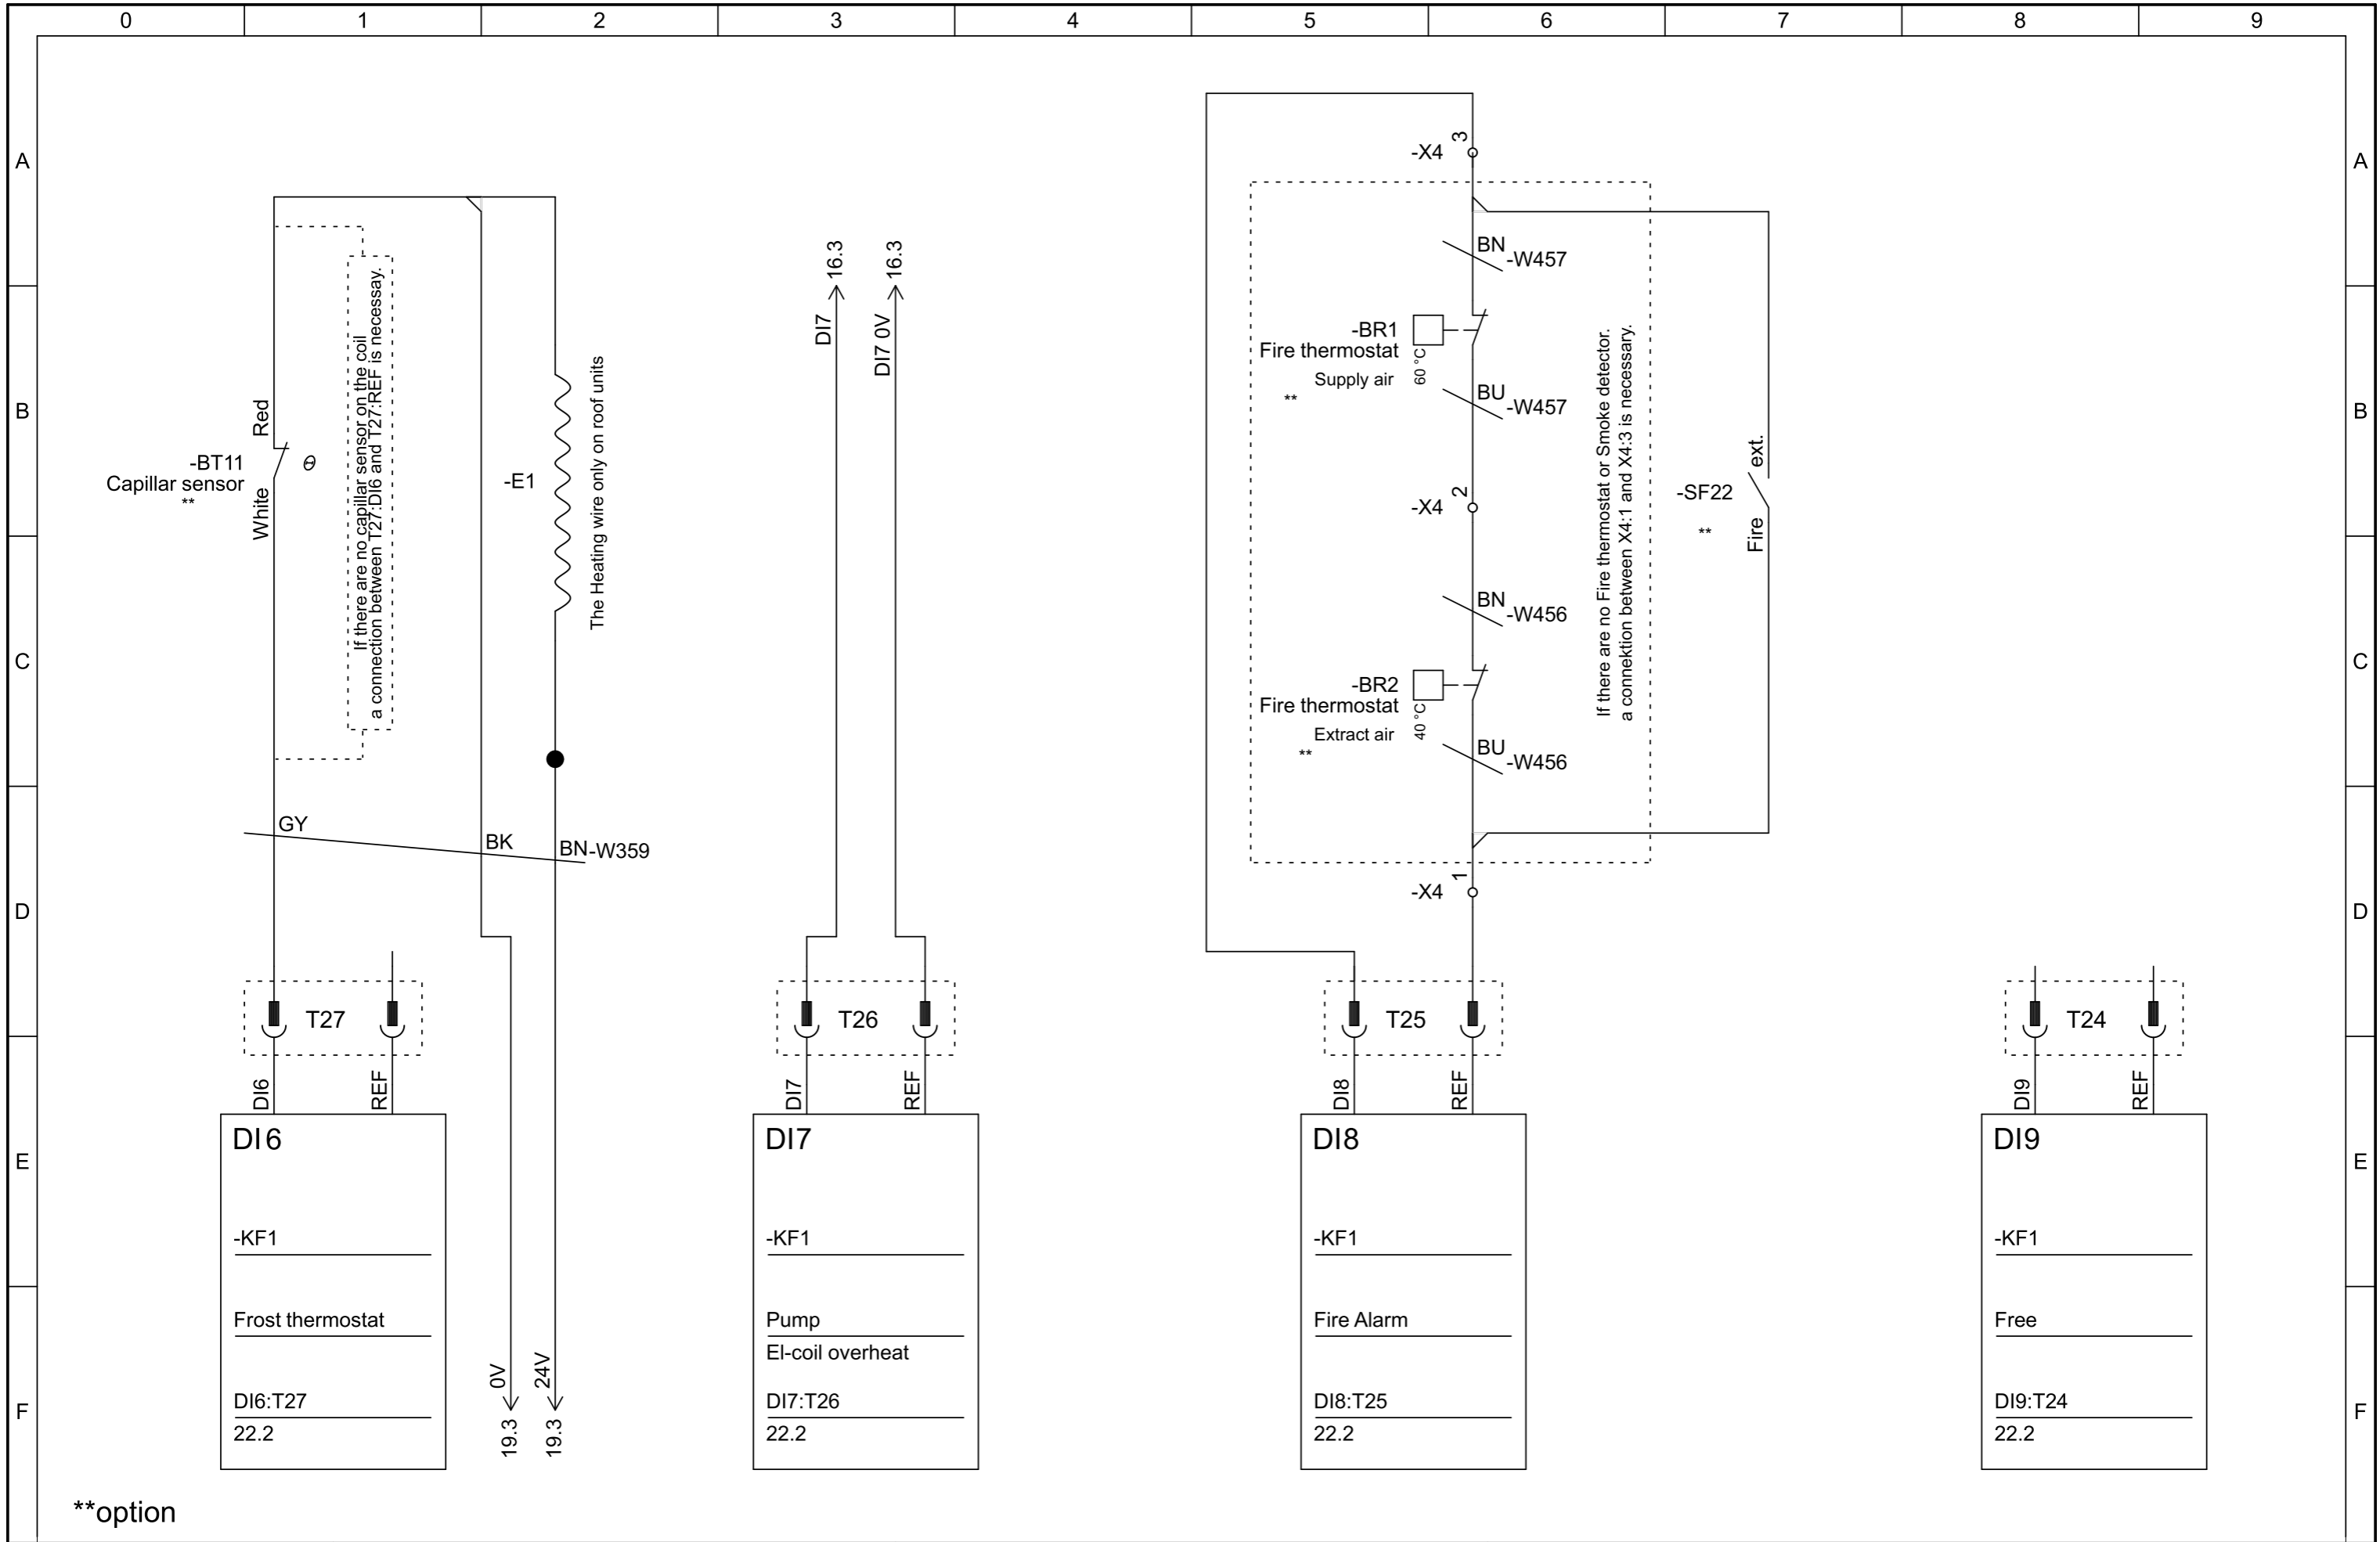 0 1 2 3 4 5 6 7 8 9
A
A
-X4
3
BN
-W457
16.3
16.3
DI7
DI7 0V
B
B
-BR1
Fire thermostat
Supply air
60 °C
**
BU
-W457
Red
-BT11
Capillar sensor
**
White
θ
If there are no capillar sensor on the coil
a connection between T27:DI6 and T27:REF is necessay.
-E1
The Heating wire only on roof units
-X4
2
If there are no Fire thermostat or Smoke detector.
a connektion between X4:1 and X4:3 is necessary.
-SF22
**
ext.
Fire
C
C
BN
-W456
-BR2
Fire thermostat
Extract air
40 °C
**
BU
-W456
GY
BK
BN
-W359
D
D
-X4
1
T27
T26
T25
T24
DI6
REF
DI7
REF
DI8
REF
DI9
REF
E
E
DI6
-KF1
Frost thermostat
DI6:T27
22.2
0V
24V
19.3
19.3
DI7
-KF1
Pump
El-coil overheat
DI7:T26
22.2
DI8
-KF1
Fire Alarm
DI8:T25
22.2
DI9
-KF1
Free
DI9:T24
22.2
F
F
**option